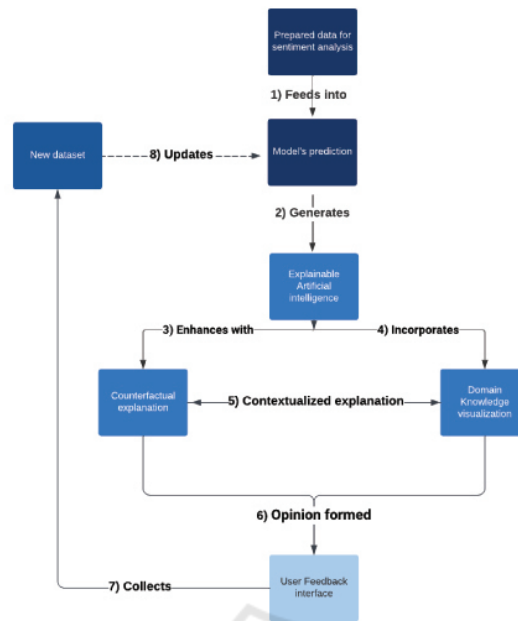 Prepared data for
sentiment analysis
1) Feeds into
New dataset
8) Updates
Model's prediction
2) Generates
Explainable
Artificial
intelligence
3) Enhances with
4) Incorporates
Counterfactual
explanation
5) Contextualized explanation
Domain
Knowledge
visualization
6) Opinion formed
7) Collects
User Feedback
interface